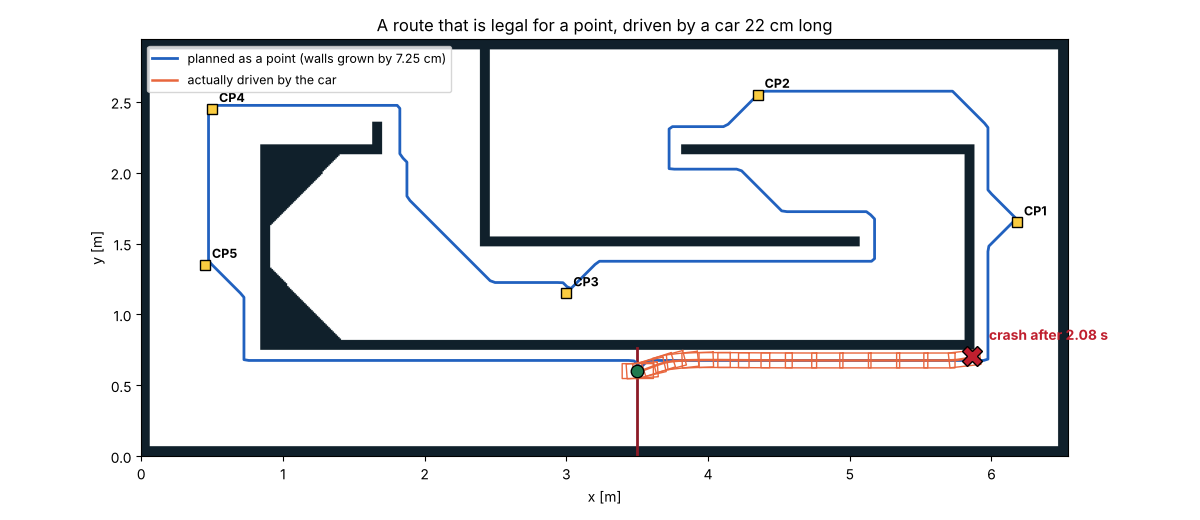 A route that is legal for a point, driven by a car 22 cm long
planned as a point (walls grown by 7.25 cm)
actually driven by the car
CP4
CP2
CP1
CP5
CP3
crash after 2.08 s
y [m]
2.5
2.0
1.5
1.0
0.5
0.0
0 1 2 3 4 5 6
x [m]